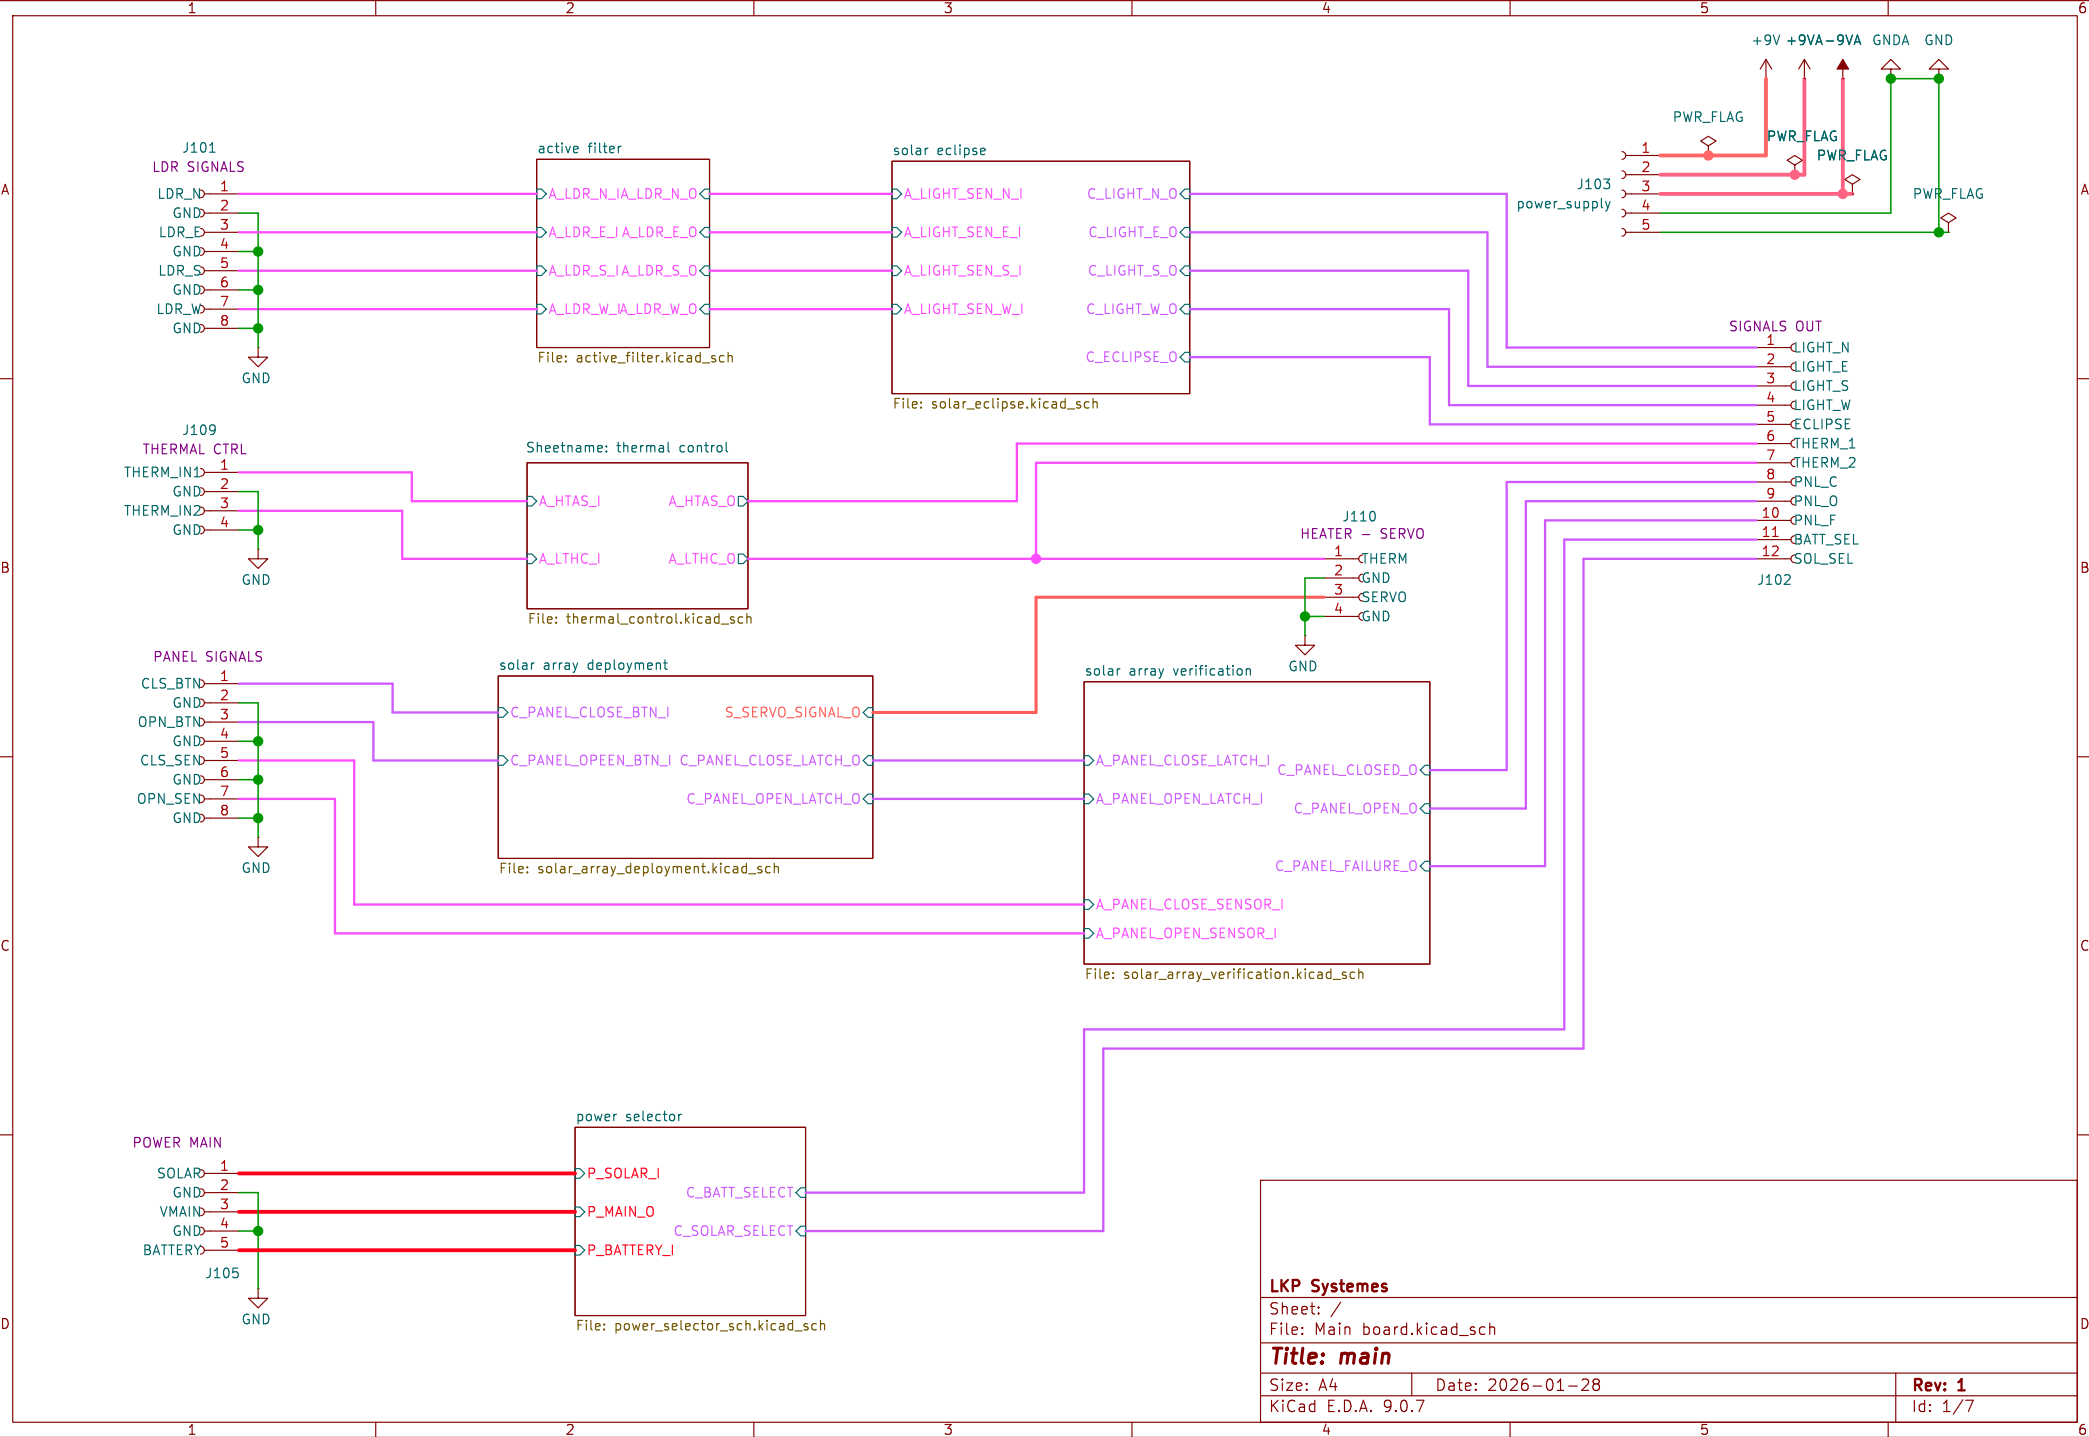 1 2 3 4 5 6
+9V +9VA -9VA GNDA GND
PWR_FLAG
PWR_FLAG
PWR_FLAG
PWR_FLAG
J103
power_supply
1
2
3
4
5
A A
J101
LDR SIGNALS
LDR_N 1
GND 2
LDR_E 3
GND 4
LDR_S 5
GND 6
LDR_W 7
GND 8
GND
active filter
A_LDR_N_I A_LDR_N_O
A_LDR_E_I A_LDR_E_O
A_LDR_S_I A_LDR_S_O
A_LDR_W_I A_LDR_W_O
File: active_filter.kicad_sch
solar eclipse
A_LIGHT_SEN_N_I C_LIGHT_N_O
A_LIGHT_SEN_E_I C_LIGHT_E_O
A_LIGHT_SEN_S_I C_LIGHT_S_O
A_LIGHT_SEN_W_I C_LIGHT_W_O
C_ECLIPSE_O
File: solar_eclipse.kicad_sch
SIGNALS OUT
1 LIGHT_N
2 LIGHT_E
3 LIGHT_S
4 LIGHT_W
5 ECLIPSE
6 THERM_1
7 THERM_2
8 PNL_C
9 PNL_O
10 PNL_F
11 BATT_SEL
12 SOL_SEL
J102
J109
THERMAL CTRL
THERM_IN1 1
GND 2
THERM_IN2 3
GND 4
GND
Sheetname: thermal control
A_HTAS_I A_HTAS_O
A_LTHC_I A_LTHC_O
File: thermal_control.kicad_sch
B B
J110
HEATER - SERVO
1 THERM
2 GND
3 SERVO
4 GND
GND
PANEL SIGNALS
CLS_BTN 1
GND 2
OPN_BTN 3
GND 4
CLS_SEN 5
GND 6
OPN_SEN 7
GND 8
GND
solar array deployment
C_PANEL_CLOSE_BTN_I S_SERVO_SIGNAL_O
C_PANEL_OPEEN_BTN_I C_PANEL_CLOSE_LATCH_O
C_PANEL_OPEN_LATCH_O
File: solar_array_deployment.kicad_sch
solar array verification
A_PANEL_CLOSE_LATCH_I C_PANEL_CLOSED_O
A_PANEL_OPEN_LATCH_I C_PANEL_OPEN_O
C_PANEL_FAILURE_O
A_PANEL_CLOSE_SENSOR_I
A_PANEL_OPEN_SENSOR_I
File: solar_array_verification.kicad_sch
C C
POWER MAIN
SOLAR 1
GND 2
VMAIN 3
GND 4
BATTERY 5
J105
GND
power selector
P_SOLAR_I
C_BATT_SELECT
P_MAIN_O
C_SOLAR_SELECT
P_BATTERY_I
File: power_selector_sch.kicad_sch
D D
LKP Systemes
Sheet: /
File: Main board.kicad_sch
Title: main
Size: A4 Date: 2026-01-28 Rev: 1
KiCad E.D.A. 9.0.7 Id: 1/7
1 2 3 4 5 6